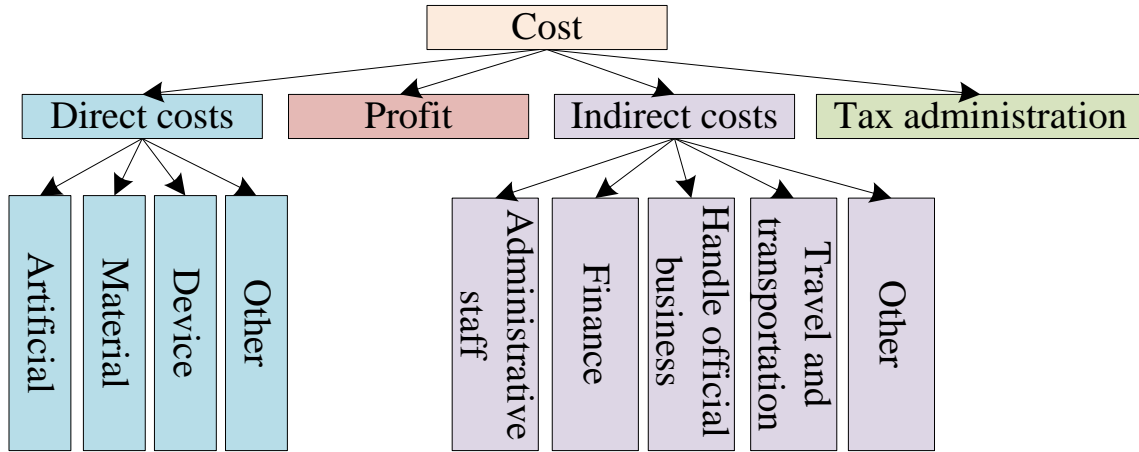 Cost
Direct costs
Profit
Indirect costs
Tax administration
Artificial
Material
Device
Other
Administrative
staff
Finance
Handle official
business
Travel and
transportation
Other